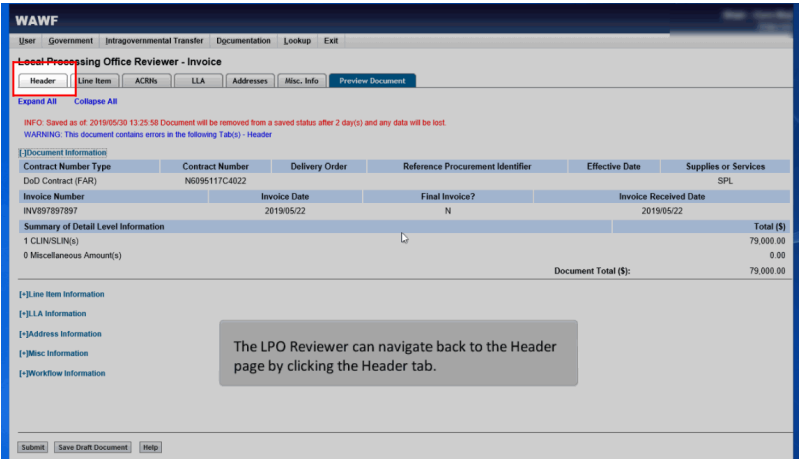 WAWF
User Government Intragovernmental Transfer Documentation Lookup Exit
Local Processing Office Reviewer - Invoice
Header Line Item ACRNs LLA Addresses Misc. Info Preview Document
Expand All Collapse All
INFO: Saved as of: 2019/05/30 13:25:58 Document will be removed from a saved status after 2 day(s) and any data will be lost.
WARNING: This document contains errors in the following Tab(s) - Header
[-]Document Information
Contract Number Type Contract Number Delivery Order Reference Procurement Identifier Effective Date Supplies or Services
DoD Contract (FAR) N6095117C4022 SPL
Invoice Number Invoice Date Final Invoice? Invoice Received Date
INV897897897 2019/05/22 N 2019/05/22
Summary of Detail Level Information Total ($)
1 CLIN/SLIN(s) 79,000.00
0 Miscellaneous Amount(s) 0.00
Document Total ($): 79,000.00
[+]Line Item Information
[+]LLA Information
[+]Address Information
[+]Misc Information
[+]Workflow Information
The LPO Reviewer can navigate back to the Header
page by clicking the Header tab.
Submit Save Draft Document Help